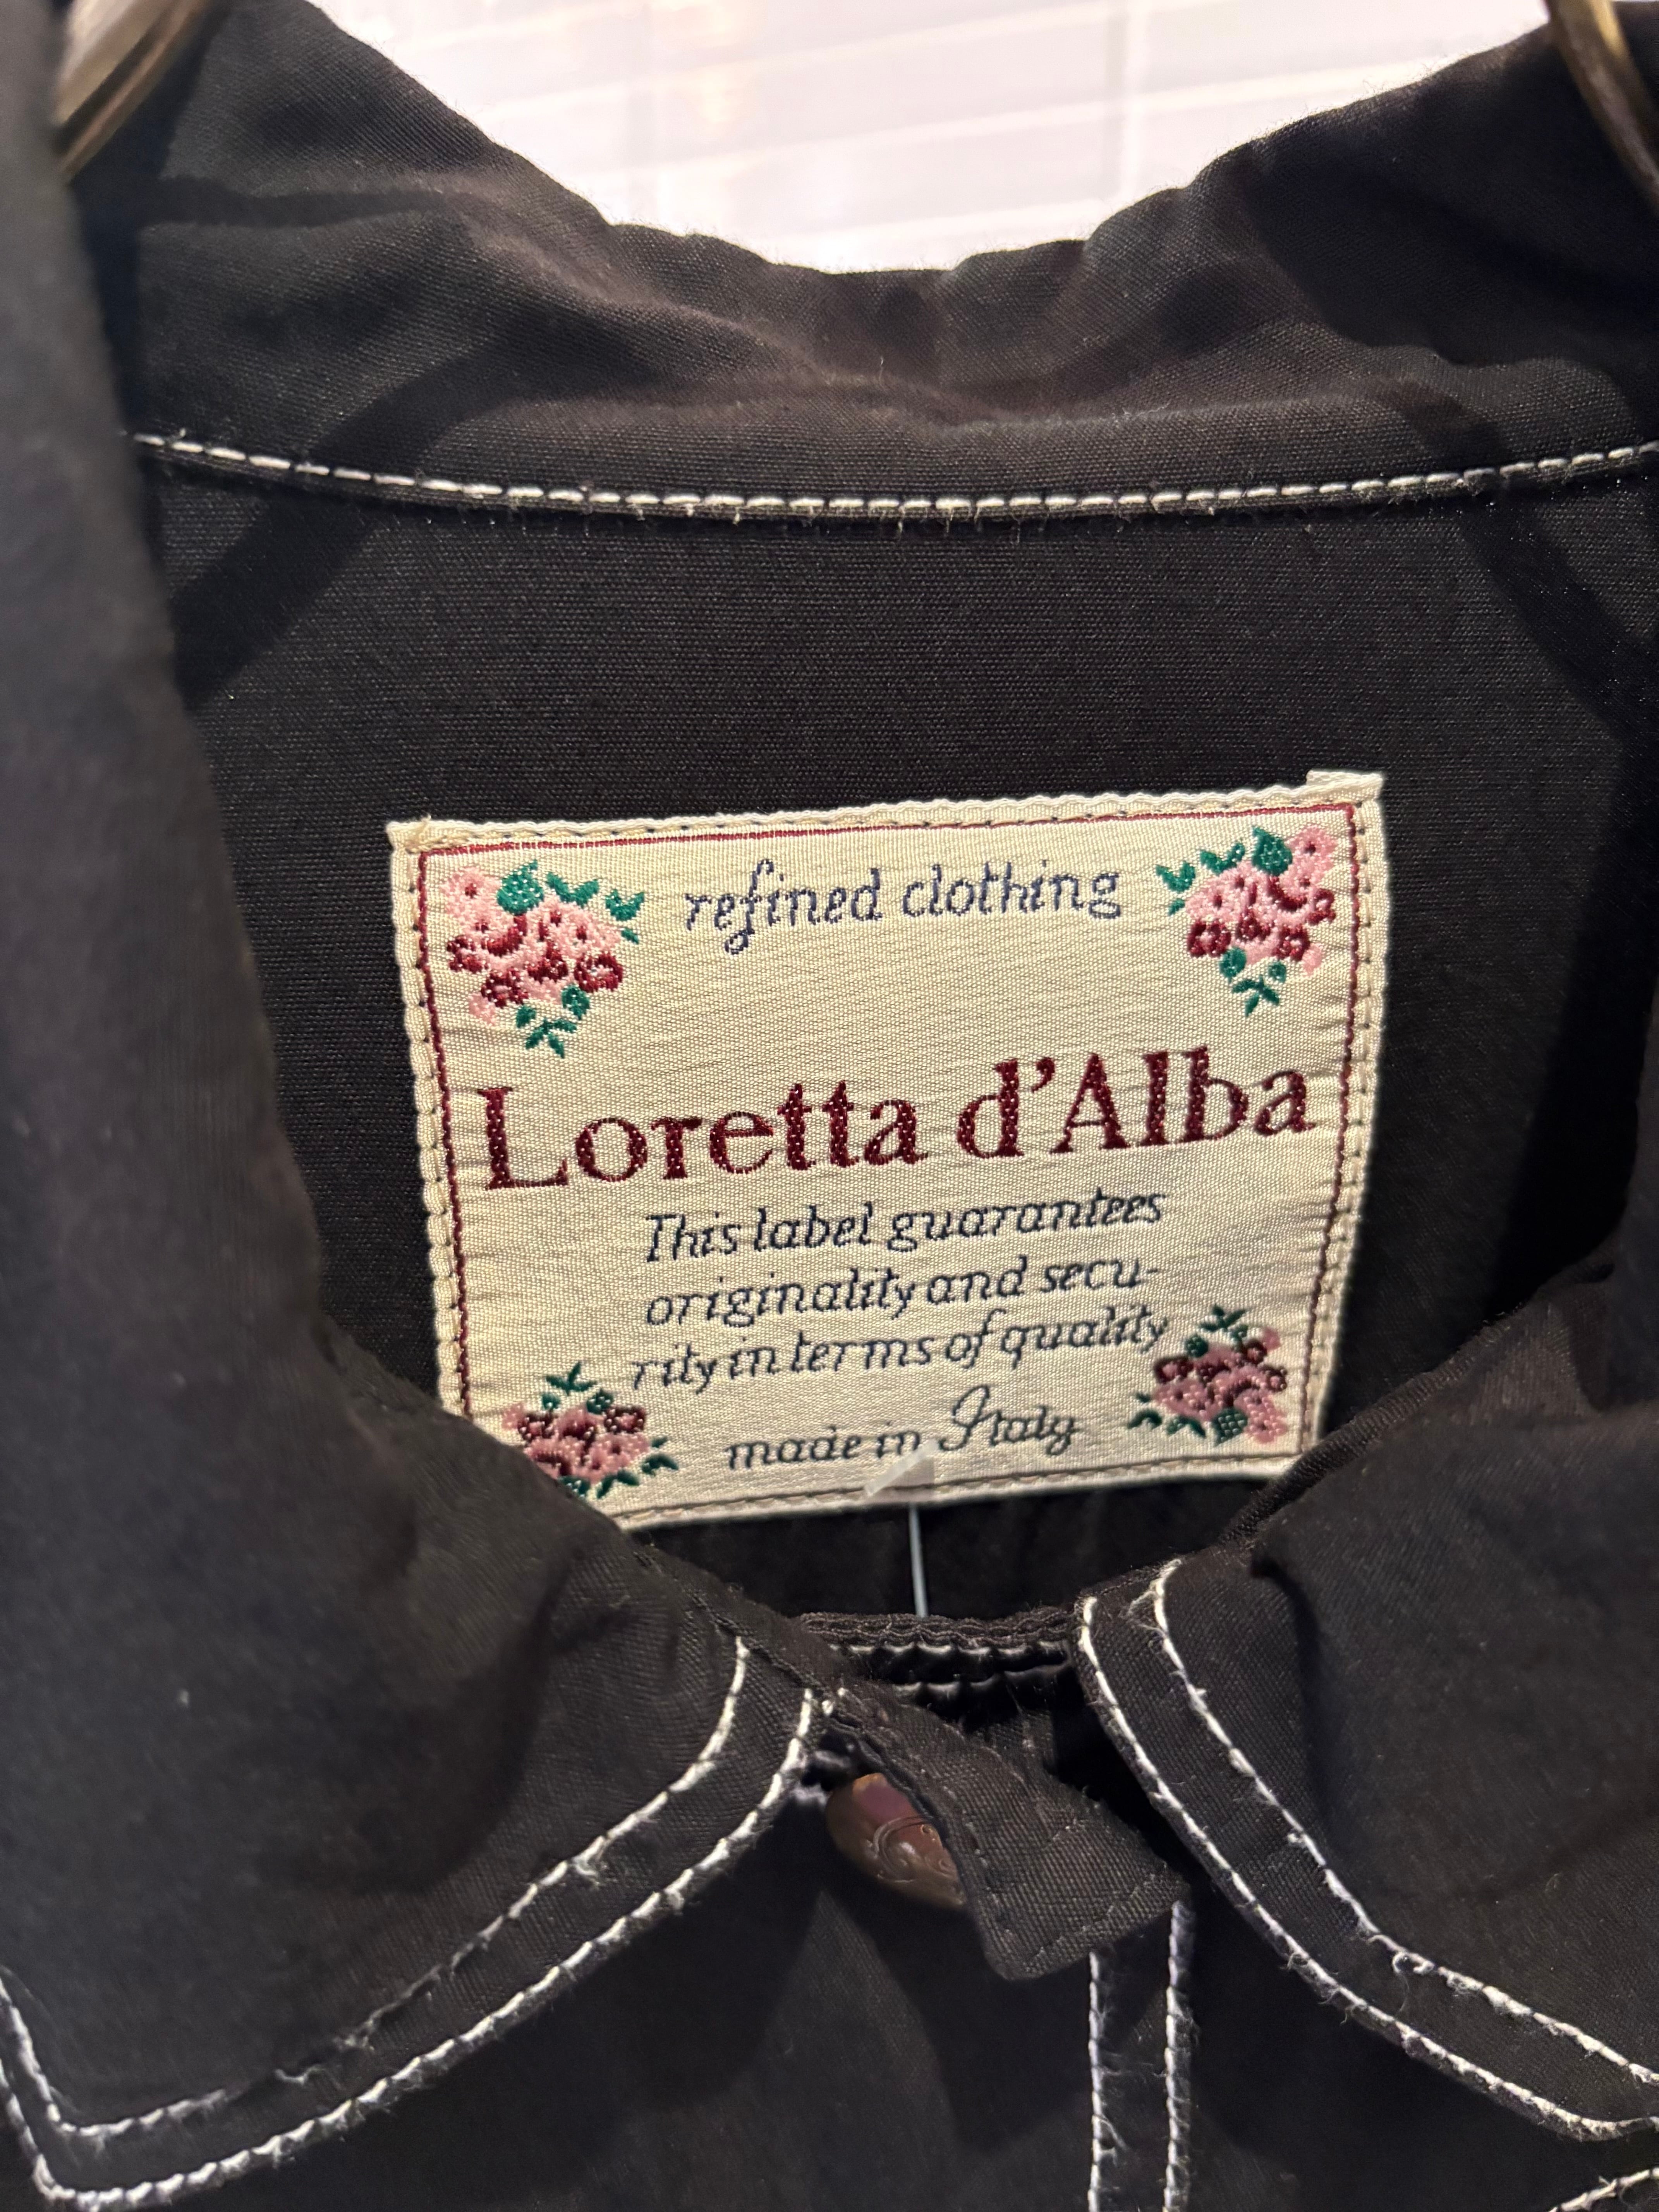 refined clothing
Loretta d'Alba
This label guarantees
originality and secu-
rity in terms of quality
made in Italy